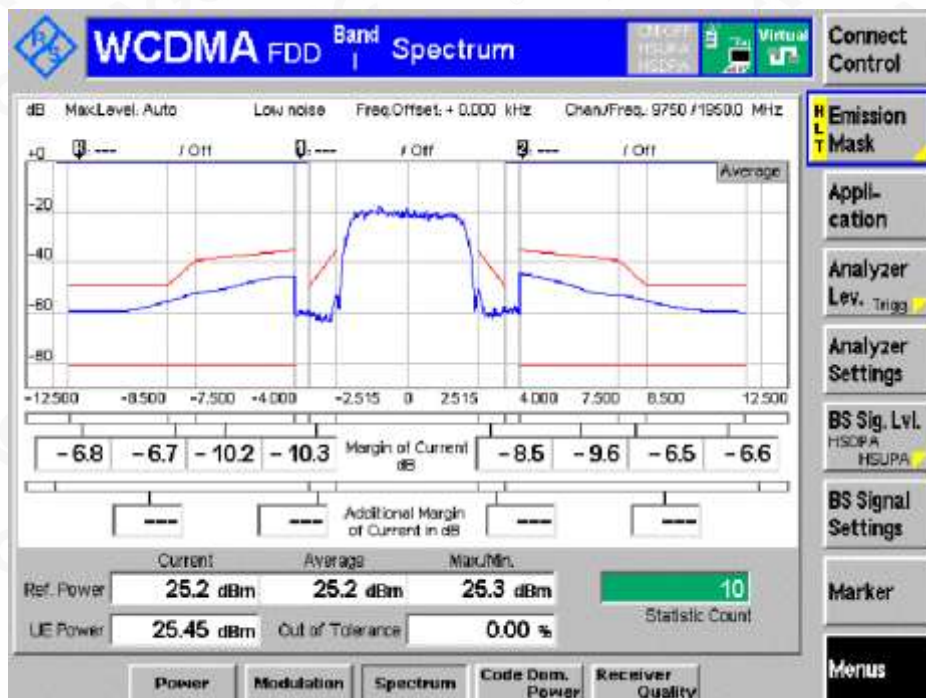 WCDMA FDD Band I Spectrum
Virtual
Connect Control
dB Max.Level: Auto Low noise Freq.Offset: + 0.000 kHz Chan./Freq.: 9750 / 1950.0 MHz
HLT Emission Mask
+0 --- / Off --- / Off 2: --- / Off
Average
-20
-40
-60
-80
-12.500 -8.500 -7.500 -4.000 -2.515 0 2.515 4.000 7.500 8.500 12.500
Appli-
cation
Analyzer
Lev. Trigg
Analyzer
Settings
- 6.8 - 6.7 - 10.2 - 10.3 Margin of Current dB - 8.5 - 9.6 - 6.5 - 6.6
BS Sig. Lvl.
HSDPA
HSUPA
--- --- Additional Margin of Current in dB --- ---
BS Signal
Settings
Current Average Max./Min.
Ref. Power 25.2 dBm 25.2 dBm 25.3 dBm 10
Statistic Count
Marker
UE Power 25.45 dBm Out of Tolerance 0.00 %
Power Modulation Spectrum Code Dom. Power Receiver Quality
Menus